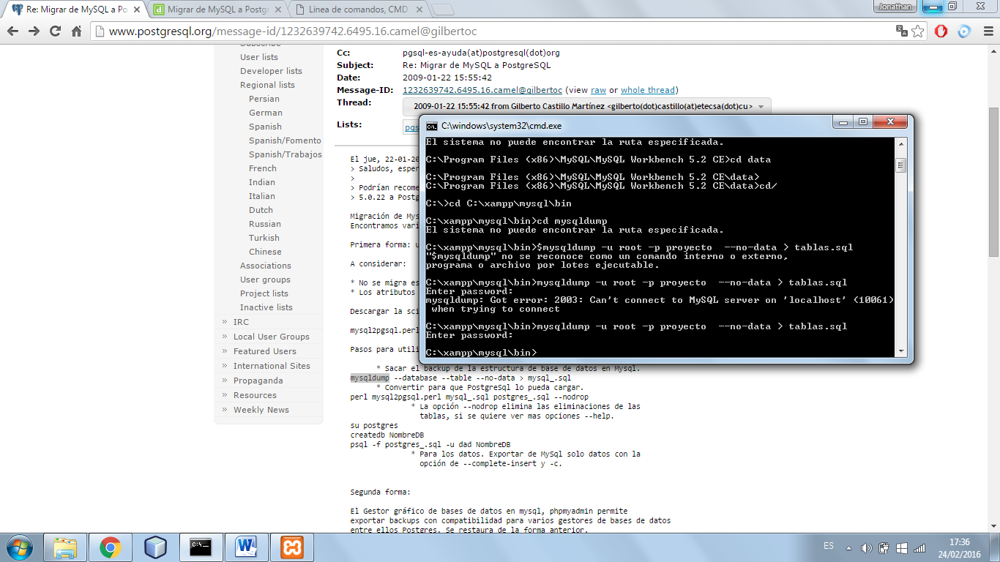 Re: Migrar de MySQL a Po
Migrar de MySQL a Postgr
Línea de comandos, CMD
Jonathan
www.postgresql.org/message-id/1232639742.6495.16.camel@gilbertoc
Subscribe
User lists
Developer lists
Regional lists
Persian
German
Spanish
Spanish/Fomento
Spanish/Trabajos
French
Indian
Italian
Dutch
Russian
Turkish
Chinese
Associations
User groups
Project lists
Inactive lists
» IRC
» Local User Groups
» Featured Users
» International Sites
» Propaganda
» Resources
» Weekly News
Cc: pgsql-es-ayuda(at)postgresql(dot)org
Subject: Re: Migrar de MySQL a PostgreSQL
Date: 2009-01-22 15:55:42
Message-ID: 1232639742.6495.16.camel@gilbertoc (view raw or whole thread)
Thread: 2009-01-22 15:55:42 from Gilberto Castillo Martínez <gilberto(dot)castillo(at)etecsa(dot)cu>
Lists: pgs
El jue, 22-01-20
> Saludos, esper
>
> Podrían recome
> 5.0.22 a Postg
Migración de Mys
Encontramos vari
Primera forma: u
A considerar:
* No se migra es
* Los atributos
Descargar la sci
mysql2pgsql.perl
Pasos para utili
* Sacar el backup de la estructura de base de datos en Mysql.
mysqldump --database --table --no-data > mysql_.sql
* Convertir para que PostgreSql lo pueda cargar.
perl mysql2pgsql.perl mysql_.sql postgres_.sql --nodrop
* La opción --nodrop elimina las eliminaciones de las
tablas, si se quiere ver mas opciones --help.
su postgres
createdb NombreDB
psql -f postgres_.sql -u dad NombreDB
* Para los datos. Exportar de MySql solo datos con la
opción de --complete-insert y -c.
Segunda forma:
El Gestor gráfico de bases de datos en mysql, phpmyadmin permite
exportar backups con compatibilidad para varios gestores de bases de datos
entre ellos Postgres. Se restaura de la forma anterior.
C:\windows\system32\cmd.exe
El sistema no puede encontrar la ruta especificada.
C:\Program Files (x86)\MySQL\MySQL Workbench 5.2 CE>cd data
C:\Program Files (x86)\MySQL\MySQL Workbench 5.2 CE\data>
C:\Program Files (x86)\MySQL\MySQL Workbench 5.2 CE\data>cd/
C:\>cd C:\xampp\mysql\bin
C:\xampp\mysql\bin>cd mysqldump
El sistema no puede encontrar la ruta especificada.
C:\xampp\mysql\bin>$mysqldump -u root -p proyecto  --no-data > tablas.sql
"$mysqldump" no se reconoce como un comando interno o externo,
programa o archivo por lotes ejecutable.
C:\xampp\mysql\bin>mysqldump -u root -p proyecto  --no-data > tablas.sql
Enter password:
mysqldump: Got error: 2003: Can't connect to MySQL server on 'localhost' (10061)
when trying to connect
C:\xampp\mysql\bin>mysqldump -u root -p proyecto  --no-data > tablas.sql
Enter password:
C:\xampp\mysql\bin>
ES
17:36
24/02/2016